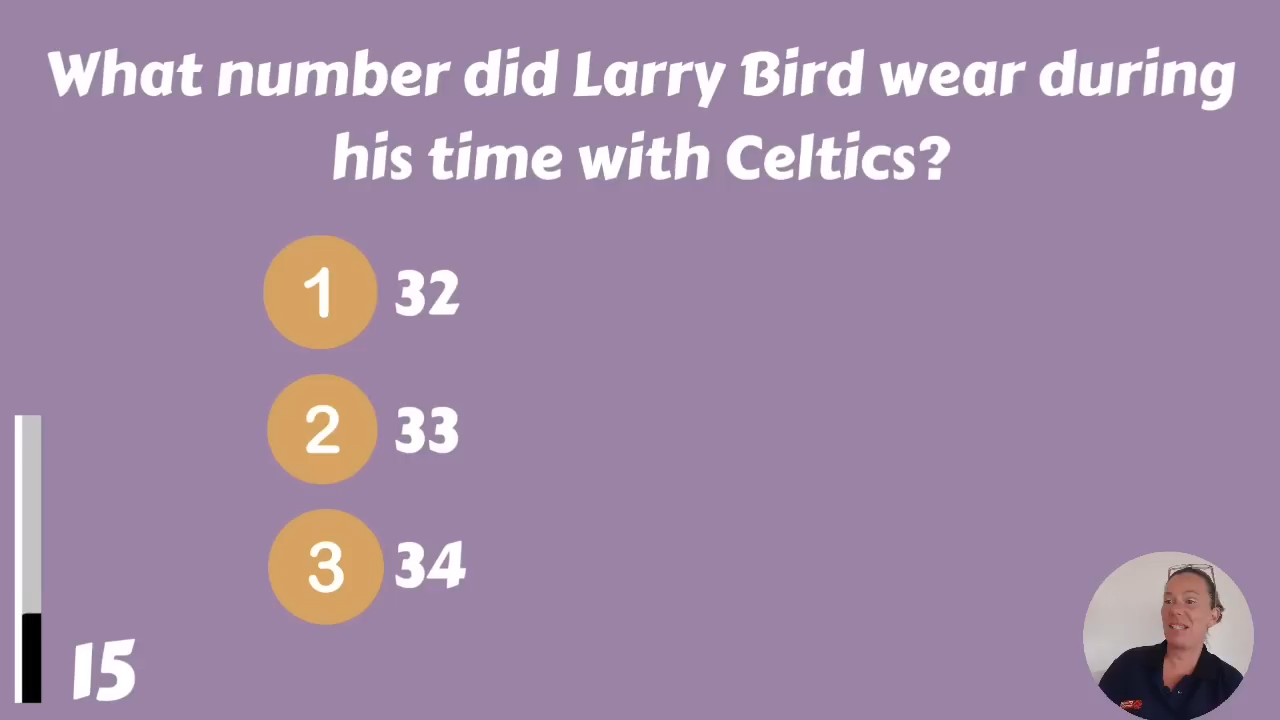 What number did Larry Bird wear during
his time with Celtics?
1 32
2 33
3 34
15